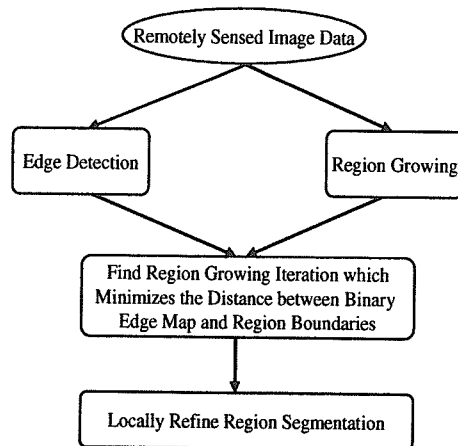 Remotely Sensed Image Data
Edge Detection
Region Growing
Find Region Growing Iteration which
Minimizes the Distance between Binary
Edge Map and Region Boundaries
Locally Refine Region Segmentation